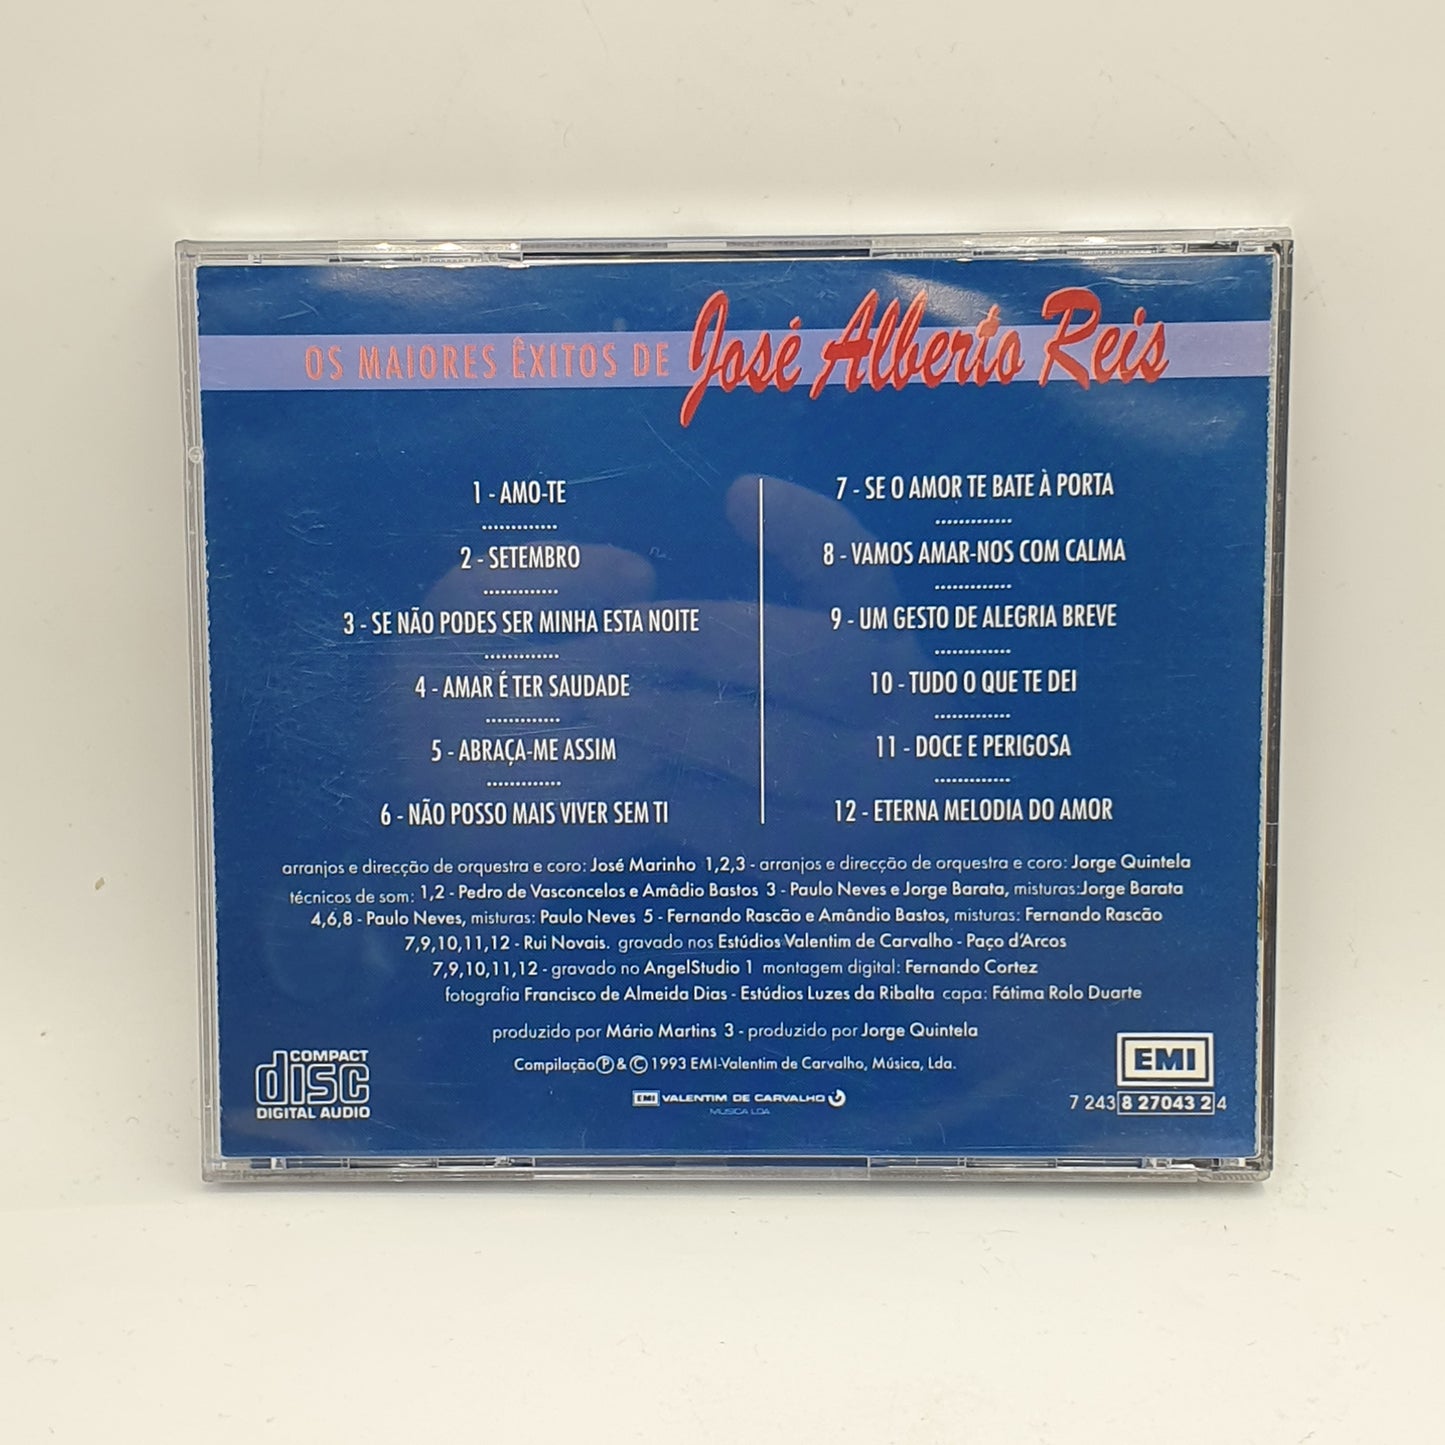 OS MAIORES ÊXITOS DE José Alberto Reis
1 - AMO-TE
2 - SETEMBRO
3 - SE NÃO PODES SER MINHA ESTA NOITE
4 - AMAR É TER SAUDADE
5 - ABRAÇA-ME ASSIM
6 - NÃO POSSO MAIS VIVER SEM TI
7 - SE O AMOR TE BATE À PORTA
8 - VAMOS AMAR-NOS COM CALMA
9 - UM GESTO DE ALEGRIA BREVE
10 - TUDO O QUE TE DEI
11 - DOCE E PERIGOSA
12 - ETERNA MELODIA DO AMOR
arranjos e direcção de orquestra e coro: José Marinho 1,2,3 - arranjos e direcção de orquestra e coro: Jorge Quintela
técnicos de som: 1,2 - Pedro de Vasconcelos e Amâdio Bastos 3 - Paulo Neves e Jorge Barata, misturas:Jorge Barata
4,6,8 - Paulo Neves, misturas: Paulo Neves 5 - Fernando Rascão e Amândio Bastos, misturas: Fernando Rascão
7,9,10,11,12 - Rui Novais. gravado nos Estúdios Valentim de Carvalho - Paço d'Arcos
7,9,10,11,12 - gravado no AngelStudio 1 montagem digital: Fernando Cortez
fotografia Francisco de Almeida Dias - Estúdios Luzes da Ribalta capa: Fátima Rolo Duarte
produzido por Mário Martins 3 - produzido por Jorge Quintela
Compilação Ⓟ & © 1993 EMI-Valentim de Carvalho, Música, Lda.
COMPACT
disc
DIGITAL AUDIO
EMI VALENTIM DE CARVALHO
MÚSICA LDA
EMI
7 243 8 27043 2 4